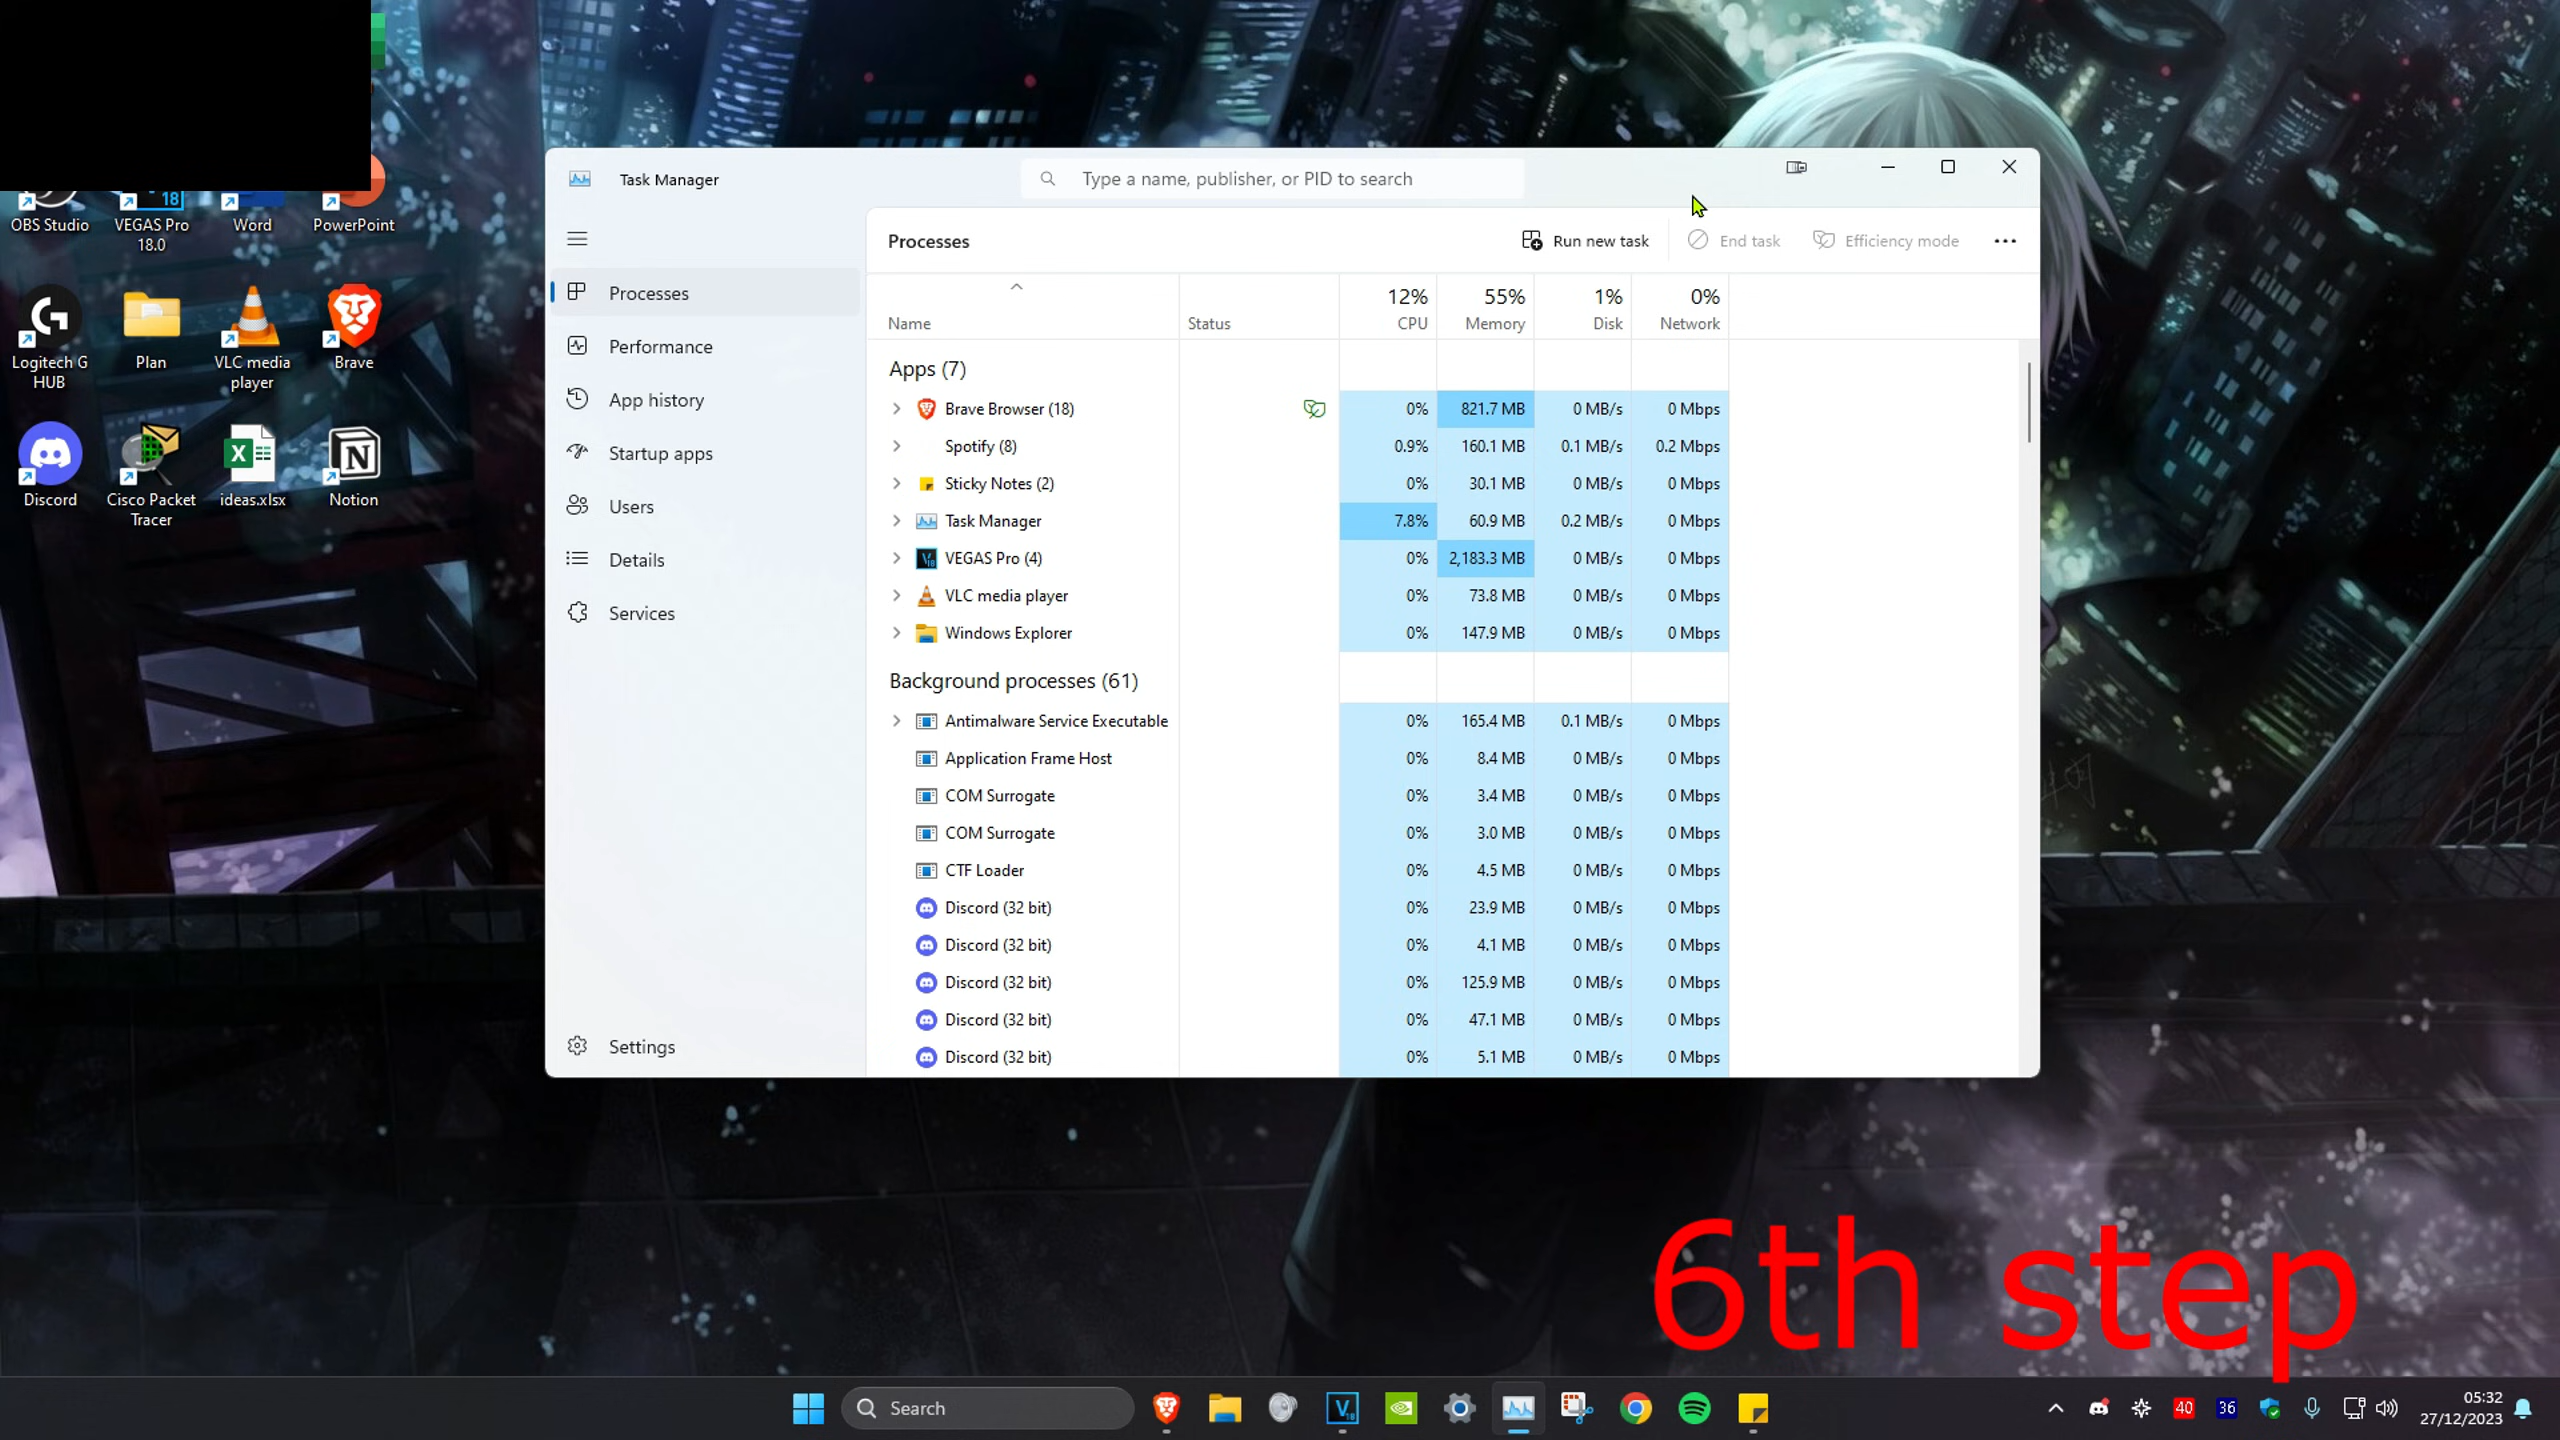 OBS Studio
VEGAS Pro 18.0
Word
PowerPoint
Logitech G HUB
Plan
VLC media player
Brave
Discord
Cisco Packet Tracer
ideas.xlsx
Notion
Task Manager
Type a name, publisher, or PID to search
Processes
Performance
App history
Startup apps
Users
Details
Services
Settings
Processes Run new task End task Efficiency mode
12% 55% 1% 0%
Name Status CPU Memory Disk Network
Apps (7)
Brave Browser (18) 0% 821.7 MB 0 MB/s 0 Mbps
Spotify (8) 0.9% 160.1 MB 0.1 MB/s 0.2 Mbps
Sticky Notes (2) 0% 30.1 MB 0 MB/s 0 Mbps
Task Manager 7.8% 60.9 MB 0.2 MB/s 0 Mbps
VEGAS Pro (4) 0% 2,183.3 MB 0 MB/s 0 Mbps
VLC media player 0% 73.8 MB 0 MB/s 0 Mbps
Windows Explorer 0% 147.9 MB 0 MB/s 0 Mbps
Background processes (61)
Antimalware Service Executable 0% 165.4 MB 0.1 MB/s 0 Mbps
Application Frame Host 0% 8.4 MB 0 MB/s 0 Mbps
COM Surrogate 0% 3.4 MB 0 MB/s 0 Mbps
COM Surrogate 0% 3.0 MB 0 MB/s 0 Mbps
CTF Loader 0% 4.5 MB 0 MB/s 0 Mbps
Discord (32 bit) 0% 23.9 MB 0 MB/s 0 Mbps
Discord (32 bit) 0% 4.1 MB 0 MB/s 0 Mbps
Discord (32 bit) 0% 125.9 MB 0 MB/s 0 Mbps
Discord (32 bit) 0% 47.1 MB 0 MB/s 0 Mbps
Discord (32 bit) 0% 5.1 MB 0 MB/s 0 Mbps
6th step
Search
40 36
05:32
27/12/2023